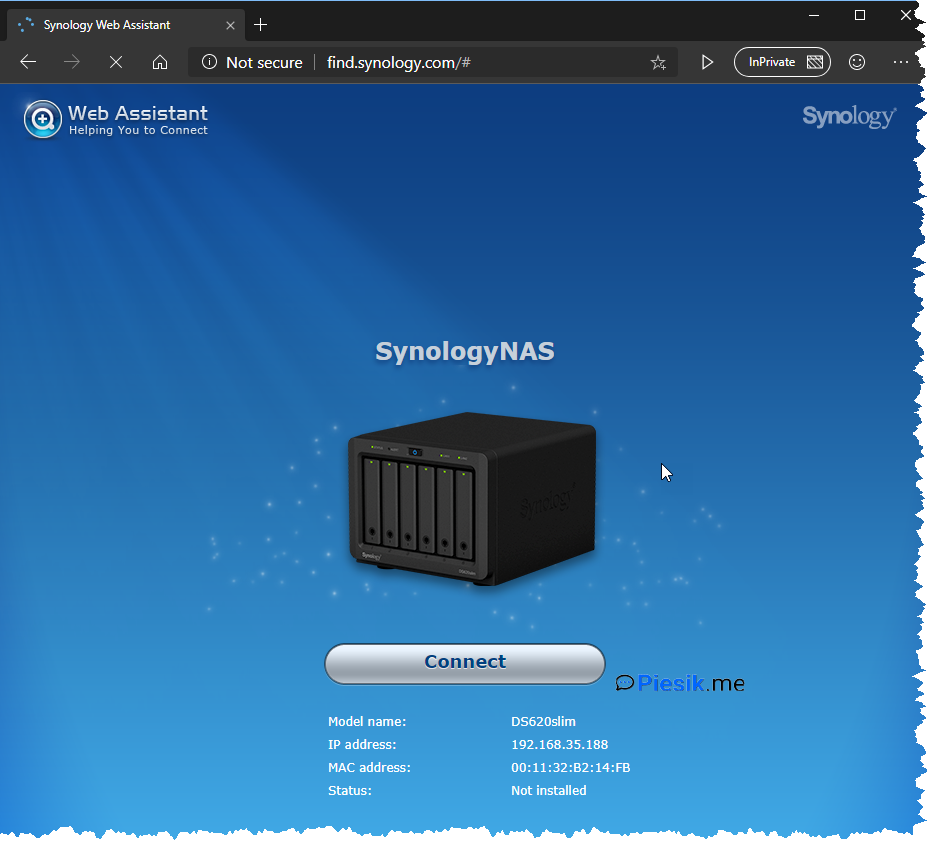 Synology Web Assistant
Not secure find.synology.com/# InPrivate
Web Assistant
Helping You to Connect
Synology
SynologyNAS
Synology
Synology
Connect
Piesik.me
Model name: DS620slim
IP address: 192.168.35.188
MAC address: 00:11:32:B2:14:FB
Status: Not installed